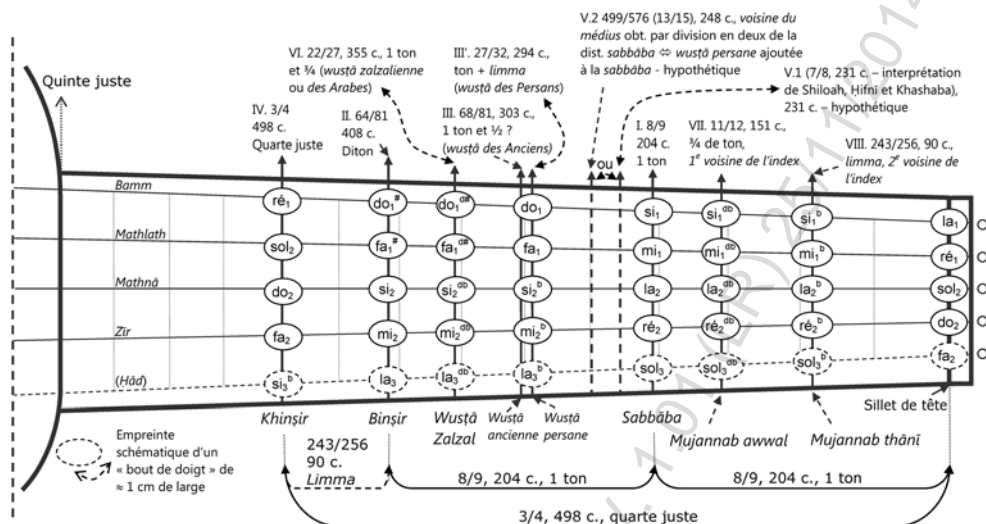 V.2 499/576 (13/15), 248 c., voisine du
médius obt. par division en deux de la
dist. sabbāba ⇔ wusṭā persane ajoutée
à la sabbāba - hypothétique
VI. 22/27, 355 c., 1 ton
et ¾ (wusṭā zalzalienne
ou des Arabes)
III'. 27/32, 294 c.,
ton + limma
(wusṭā des Persans)
V.1 (7/8, 231 c. – interprétation
de Shiloah, Ḥifnī et Khashaba),
231 c. – hypothétique
Quinte juste
IV. 3/4
498 c.
Quarte juste
II. 64/81
408 c.
Diton
III. 68/81, 303 c.,
1 ton et ½ ?
(wusṭā des Anciens)
I. 8/9
204 c.
1 ton
VII. 11/12, 151 c.,
¾ de ton,
1e voisine de l'index
VIII. 243/256, 90 c.,
limma, 2e voisine de
l'index
ou
Bamm
ré1 do1# do1d# do1 si1 si1db si1b la1
Mathlath
sol2 fa1# fa1d# fa1 mi1 mi1db mi1b ré1
Mathnā
do2 si2 si2db si2b la2 la2db la2b sol2
Zīr
fa2 mi2 mi2db mi2b ré2 ré2db ré2b do2
(Ḥād)
si3b la3 la3db la3b sol3 sol3db sol3b fa2
Khinṣir
Binṣir
Wusṭā
Zalzal
Wusṭā
ancienne
Wusṭā
persane
Sabbāba
Mujannab awwal
Mujannab thānī
Sillet de tête
Empreinte
schématique d'un
« bout de doigt » de
≈ 1 cm de large
243/256
90 c.
Limma
8/9, 204 c., 1 ton
8/9, 204 c., 1 ton
3/4, 498 c., quarte juste